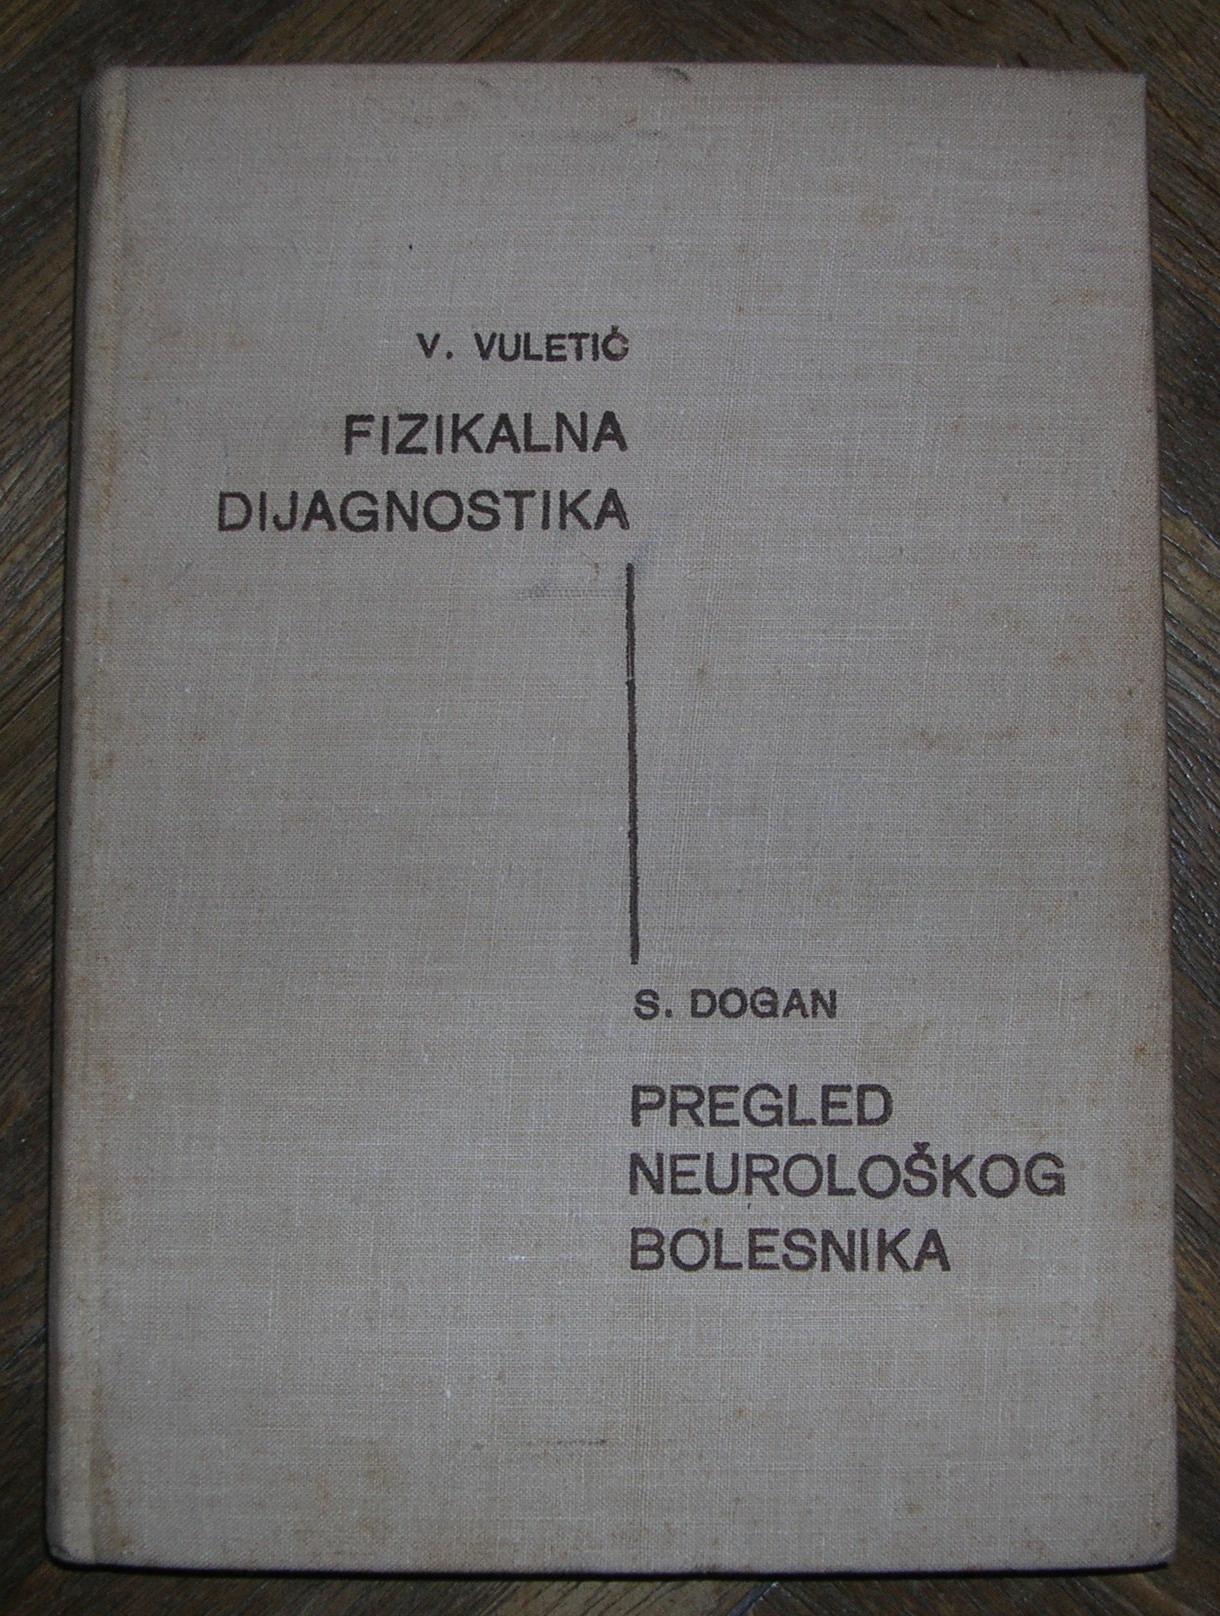 V. VULETIĆ
FIZIKALNA
DIJAGNOSTIKA
S. DOGAN
PREGLED
NEUROLOŠKOG
BOLESNIKA